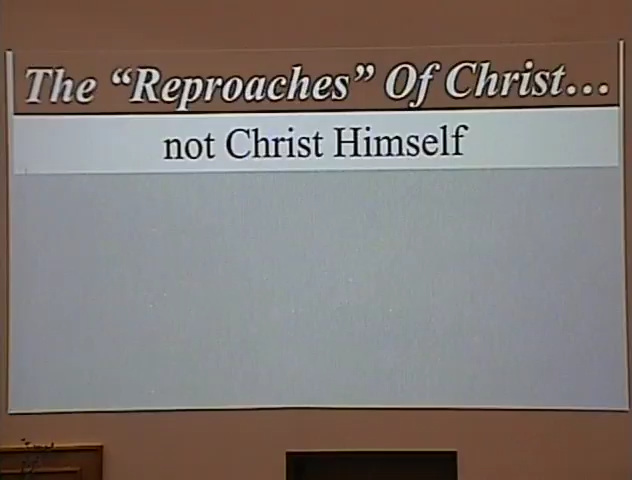 The “Reproaches” Of Christ...
not Christ Himself